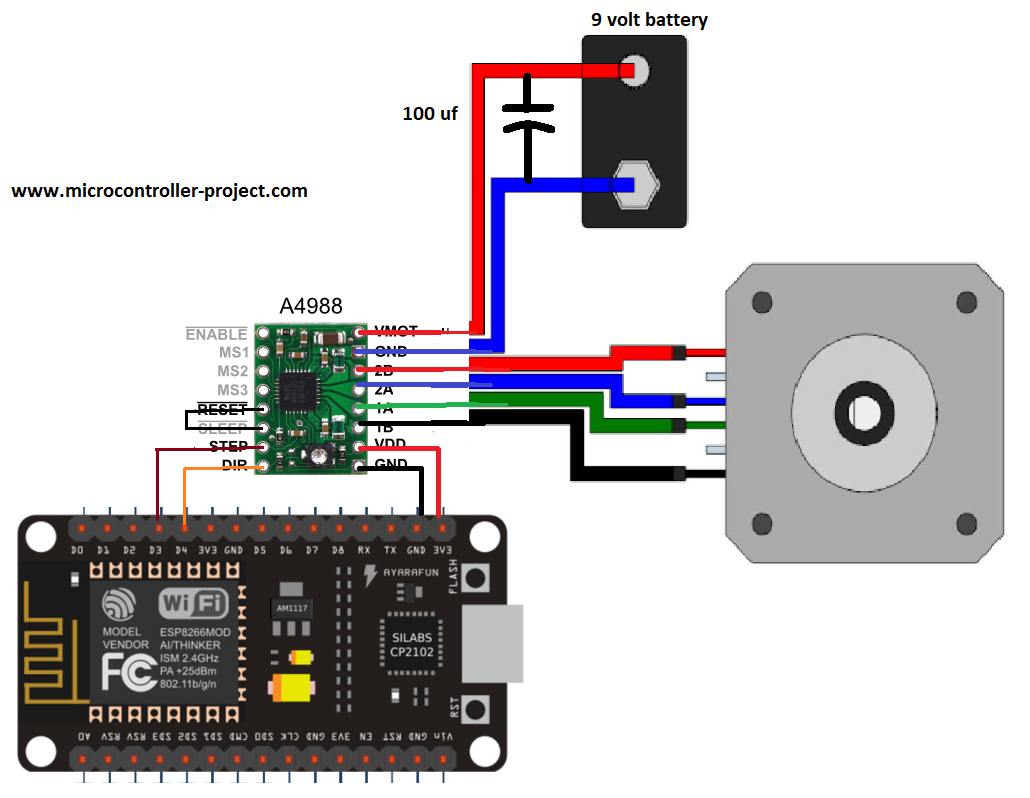 9 volt battery
100 uf
www.microcontroller-project.com
A4988
ENABLE
MS1
MS2
MS3
RESET
SLEEP
STEP
DIR
VMOT
GND
2B
2A
1A
1B
VDD
GND
D0 D1 D2 D3 D4 3V3 GND D5 D6 D7 D8 RX TX GND 3V3
AYARAFUN
FLASH
WiFi
MODEL
VENDOR
ESP8266MOD
AI/THINKER
ISM 2.4GHz
PA +25dBm
802.11b/g/n
FC
AM1117
SILABS
CP2102
RST
A0 RSV RSV SD3 SD2 SD1 CMD SD0 CLK GND 3V3 EN RST GND Vin